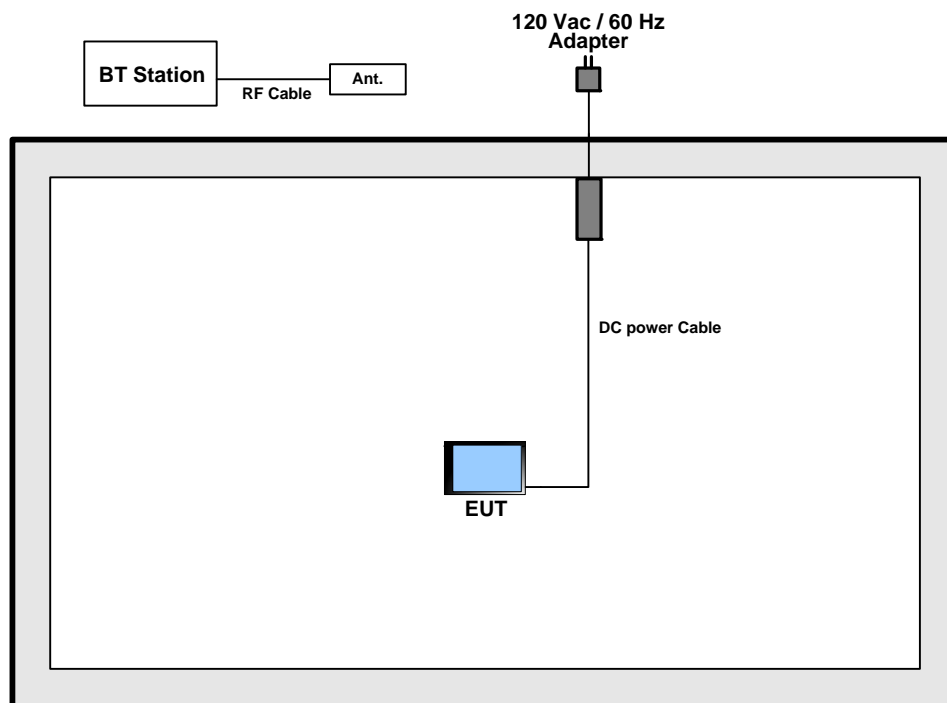 120 Vac / 60 Hz
Adapter
BT Station
RF Cable
Ant.
DC power Cable
EUT